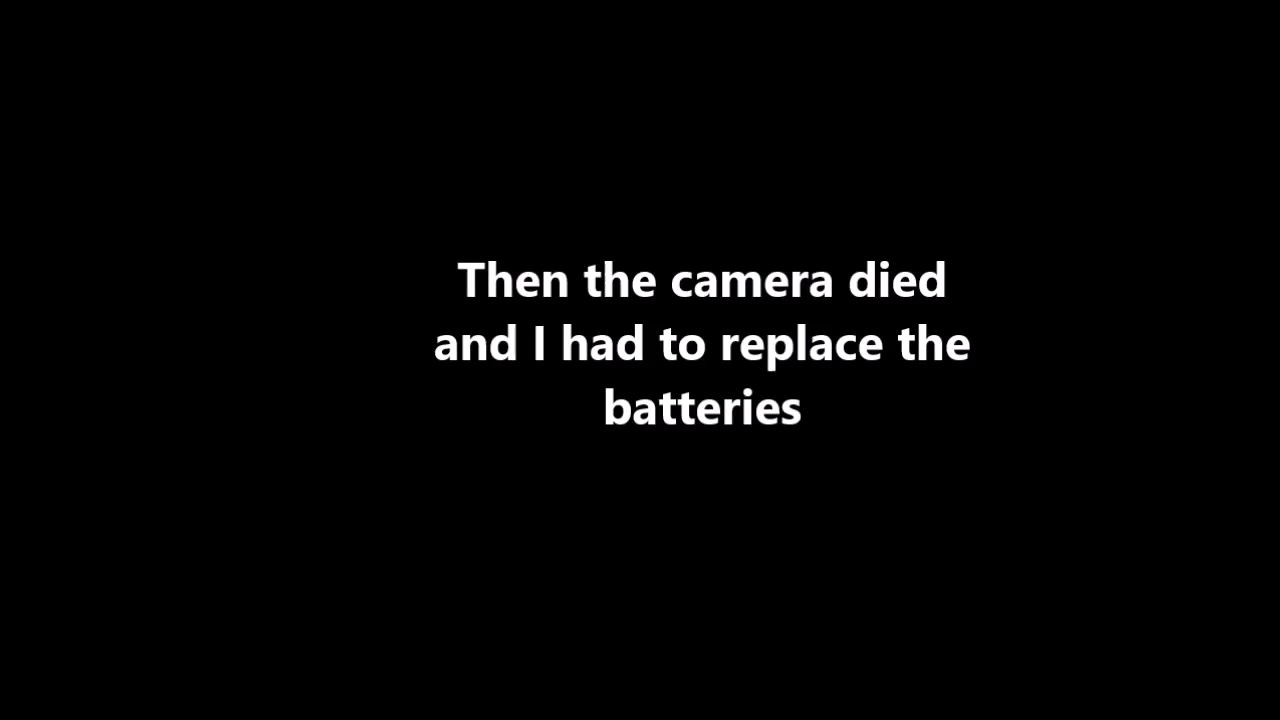 Then the camera died
and I had to replace the
batteries